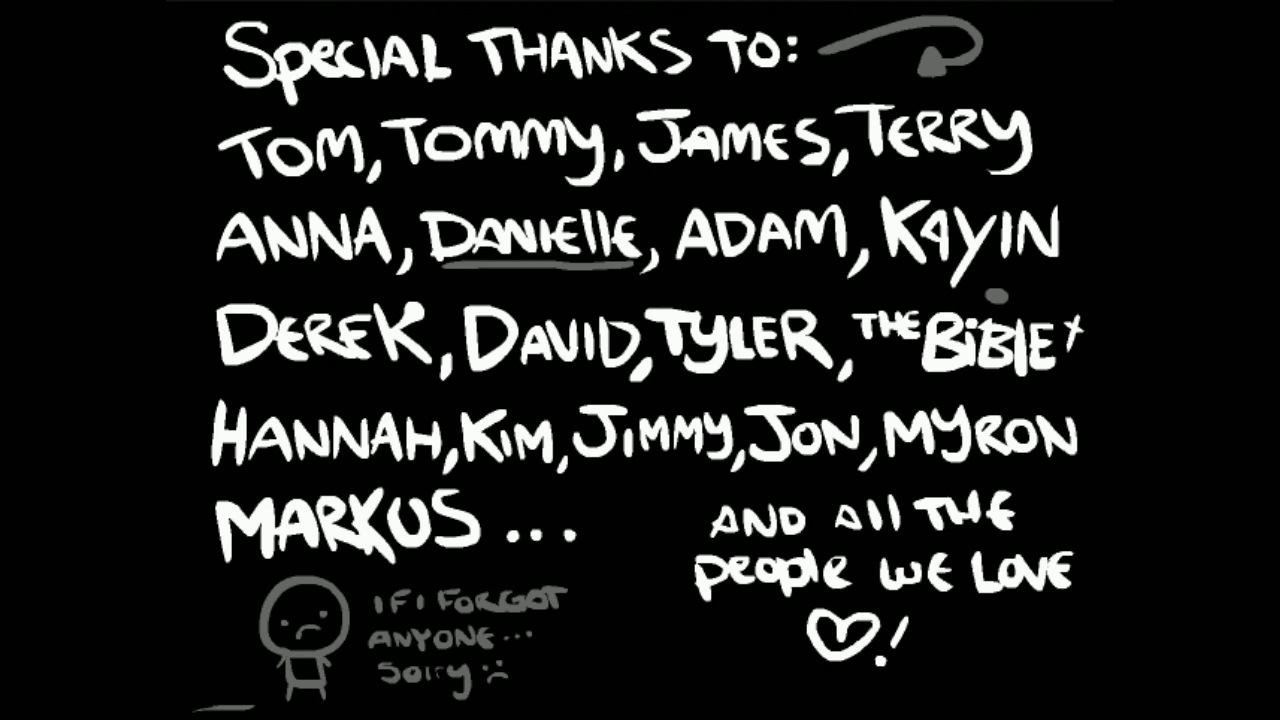 SPECIAL THANKS TO:
TOM, TOMMY, JAMES, TERRY
ANNA, DANIELLE, ADAM, KAYIN
DEREK, DAVID, TYLER, THE BIBLE
HANNAH, KIM, JIMMY, JON, MYRON
MARKUS ...
AND All THE
people WE LOVE
♡!
IF I FORGOT
ANYONE...
Sorry :(